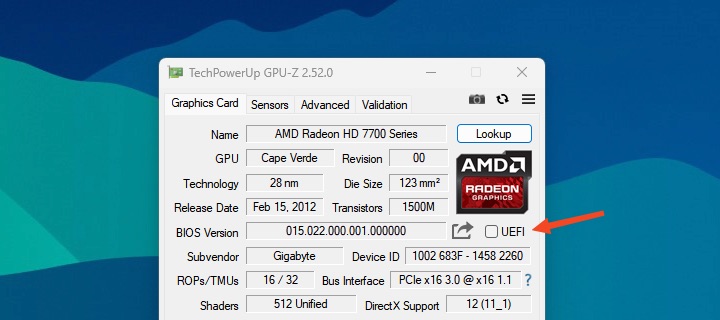 TechPowerUp GPU-Z 2.52.0
Graphics Card Sensors Advanced Validation
Name AMD Radeon HD 7700 Series Lookup
GPU Cape Verde Revision 00
AMD
RADEON
GRAPHICS
Technology 28 nm Die Size 123 mm²
Release Date Feb 15, 2012 Transistors 1500M
BIOS Version 015.022.000.001.000000 UEFI
Subvendor Gigabyte Device ID 1002 683F - 1458 2260
ROPs/TMUs 16 / 32 Bus Interface PCIe x16 3.0 @ x16 1.1 ?
Shaders 512 Unified DirectX Support 12 (11_1)